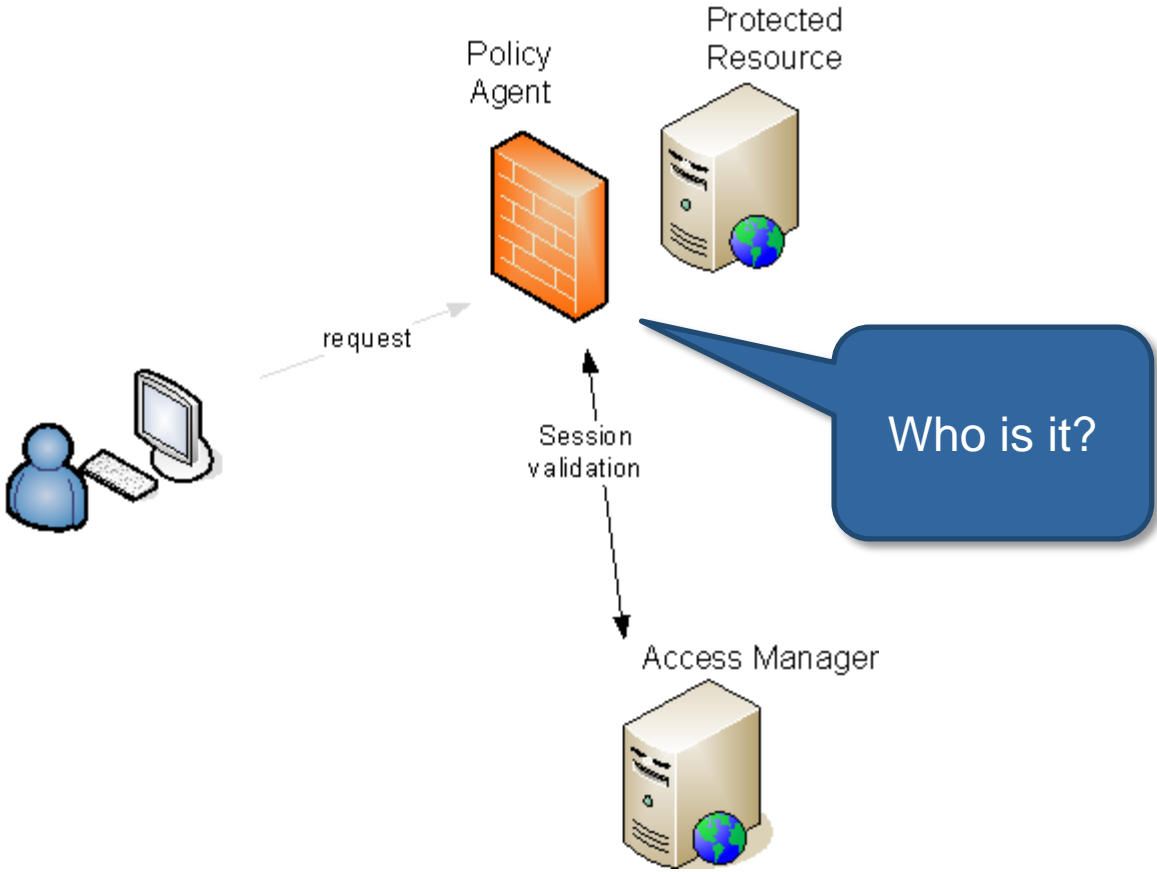 Protected
Resource
Policy
Agent
request
Session
validation
Who is it?
Access Manager